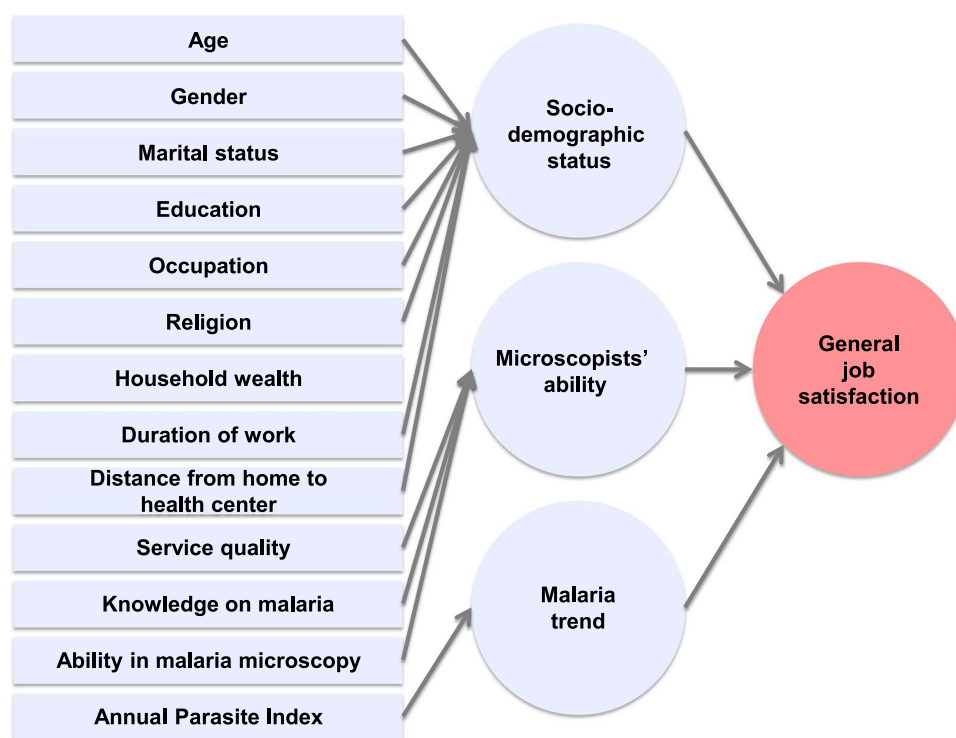 Age
Gender
Marital status
Education
Occupation
Religion
Household wealth
Duration of work
Distance from home to
health center
Service quality
Knowledge on malaria
Ability in malaria microscopy
Annual Parasite Index
Socio-
demographic
status
Microscopists’
ability
Malaria
trend
General
job
satisfaction